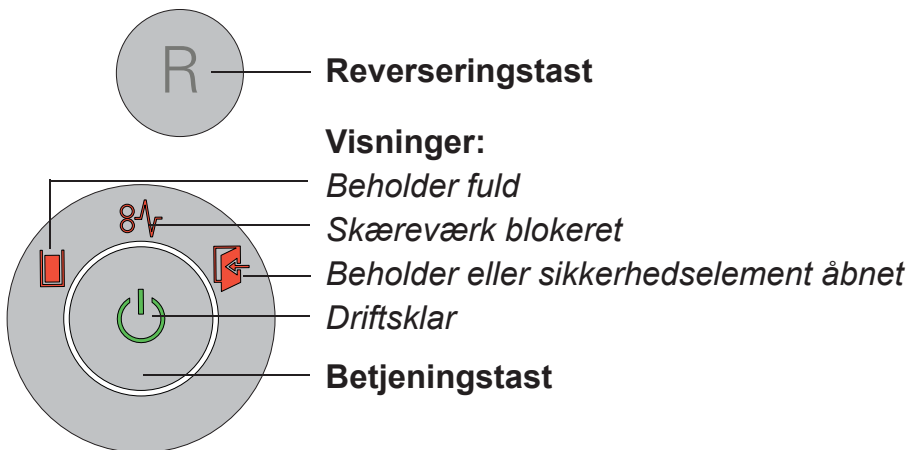 R
Reverseringstast
Visninger:
Beholder fuld
Skæreværk blokeret
Beholder eller sikkerhedselement åbnet
Driftsklar
Betjeningstast